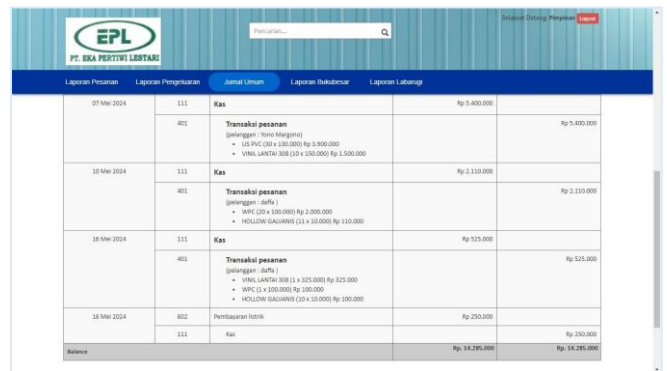 EPL
PT. EKA PERTIWI LESTARI
Pencarian...
Selamat Datang, Pimpinan Logout
Laporan Pesanan Laporan Pengeluaran Jurnal Umum Laporan Bukubesar Laporan Labarugi
07 Mei 2024 111 Kas Rp 5.400.000
401 Transaksi pesanan Rp 5.400.000
(pelanggan : Yono Margono)
• LIS PVC (30 x 130.000) Rp 3.900.000
• VINIL LANTAI 308 (10 x 150.000) Rp 1.500.000
10 Mei 2024 111 Kas Rp 2.110.000
401 Transaksi pesanan Rp 2.110.000
(pelanggan : daffa )
• WPC (20 x 100.000) Rp 2.000.000
• HOLLOW GALVANIS (11 x 10.000) Rp 110.000
16 Mei 2024 111 Kas Rp 525.000
401 Transaksi pesanan Rp 525.000
(pelanggan : daffa )
• VINIL LANTAI 308 (1 x 325.000) Rp 325.000
• WPC (1 x 100.000) Rp 100.000
• HOLLOW GALVANIS (10 x 10.000) Rp 100.000
16 Mei 2024 602 Pembayaran listrik Rp 250.000
111 Kas Rp 250.000
Balance Rp. 14.285.000 Rp. 14.285.000